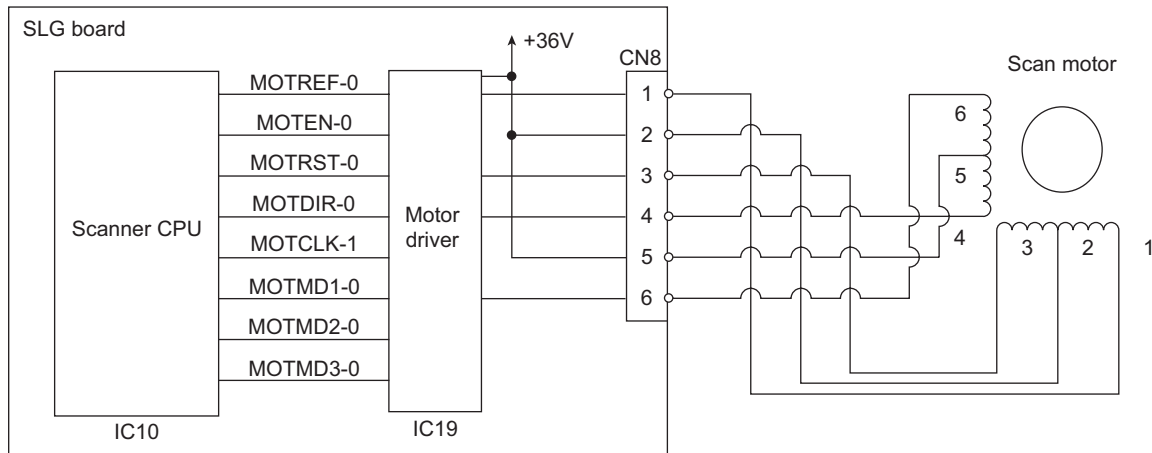 SLG board
+36V
CN8
Scan motor
MOTREF-0
MOTEN-0
MOTRST-0
MOTDIR-0
MOTCLK-1
MOTMD1-0
MOTMD2-0
MOTMD3-0
Scanner CPU
Motor
driver
1
2
3
4
5
6
6
5
4
3
2
1
IC10
IC19